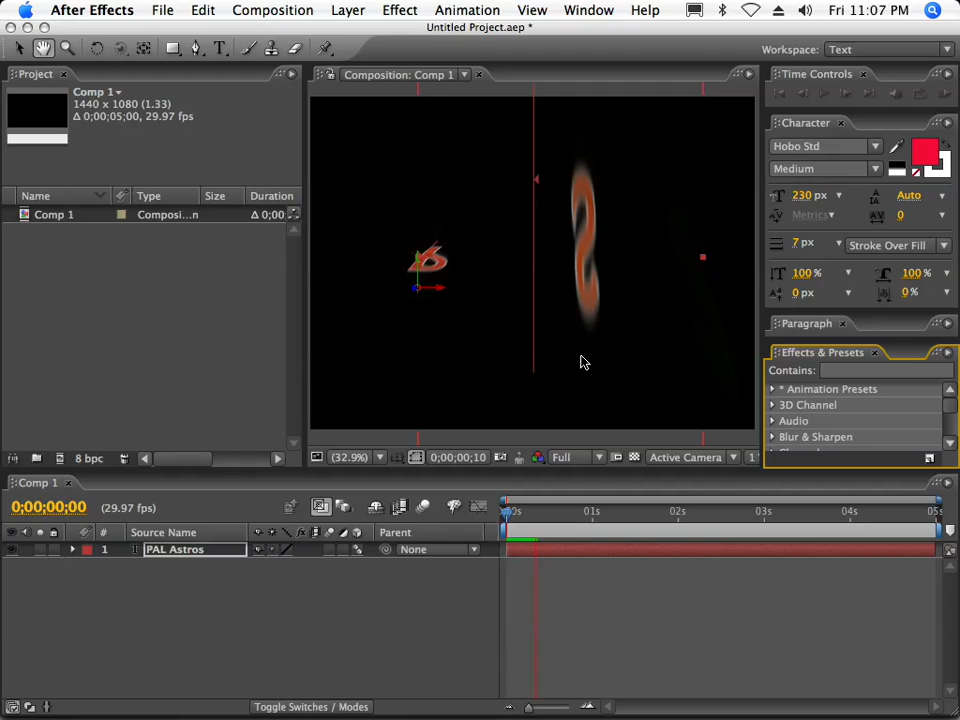 After Effects File Edit Composition Layer Effect Animation View Window Help Fri 11:07 PM
Untitled Project.aep *
Workspace: Text
Project
Composition: Comp 1
Time Controls
Comp 1
1440 x 1080 (1.33)
Δ 0;00;05;00, 29.97 fps
Character
Hobo Std
Medium
230 px
Auto
Metrics
0
7 px
Stroke Over Fill
100 %
100 %
0 px
0 %
Name Type Size Duration
Comp 1 Composi...n Δ 0;00
Paragraph
Effects & Presets
Contains:
* Animation Presets
3D Channel
Audio
Blur & Sharpen
8 bpc
(32.9%)
0;00;00;10
Full
Active Camera
1
Comp 1
0;00;00;00
(29.97 fps)
# Source Name Parent
:00s 01s 02s 03s 04s 05s
1 T PAL Astros None
Toggle Switches / Modes